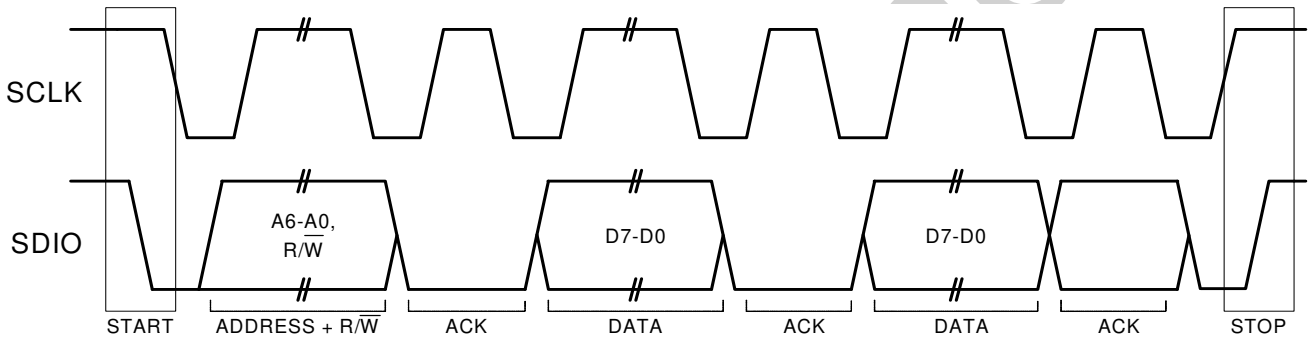 SCLK
SDIO
A6-A0,
R/W̅
D7-D0
D7-D0
START
ADDRESS + R/W̅
ACK
DATA
ACK
DATA
ACK
STOP